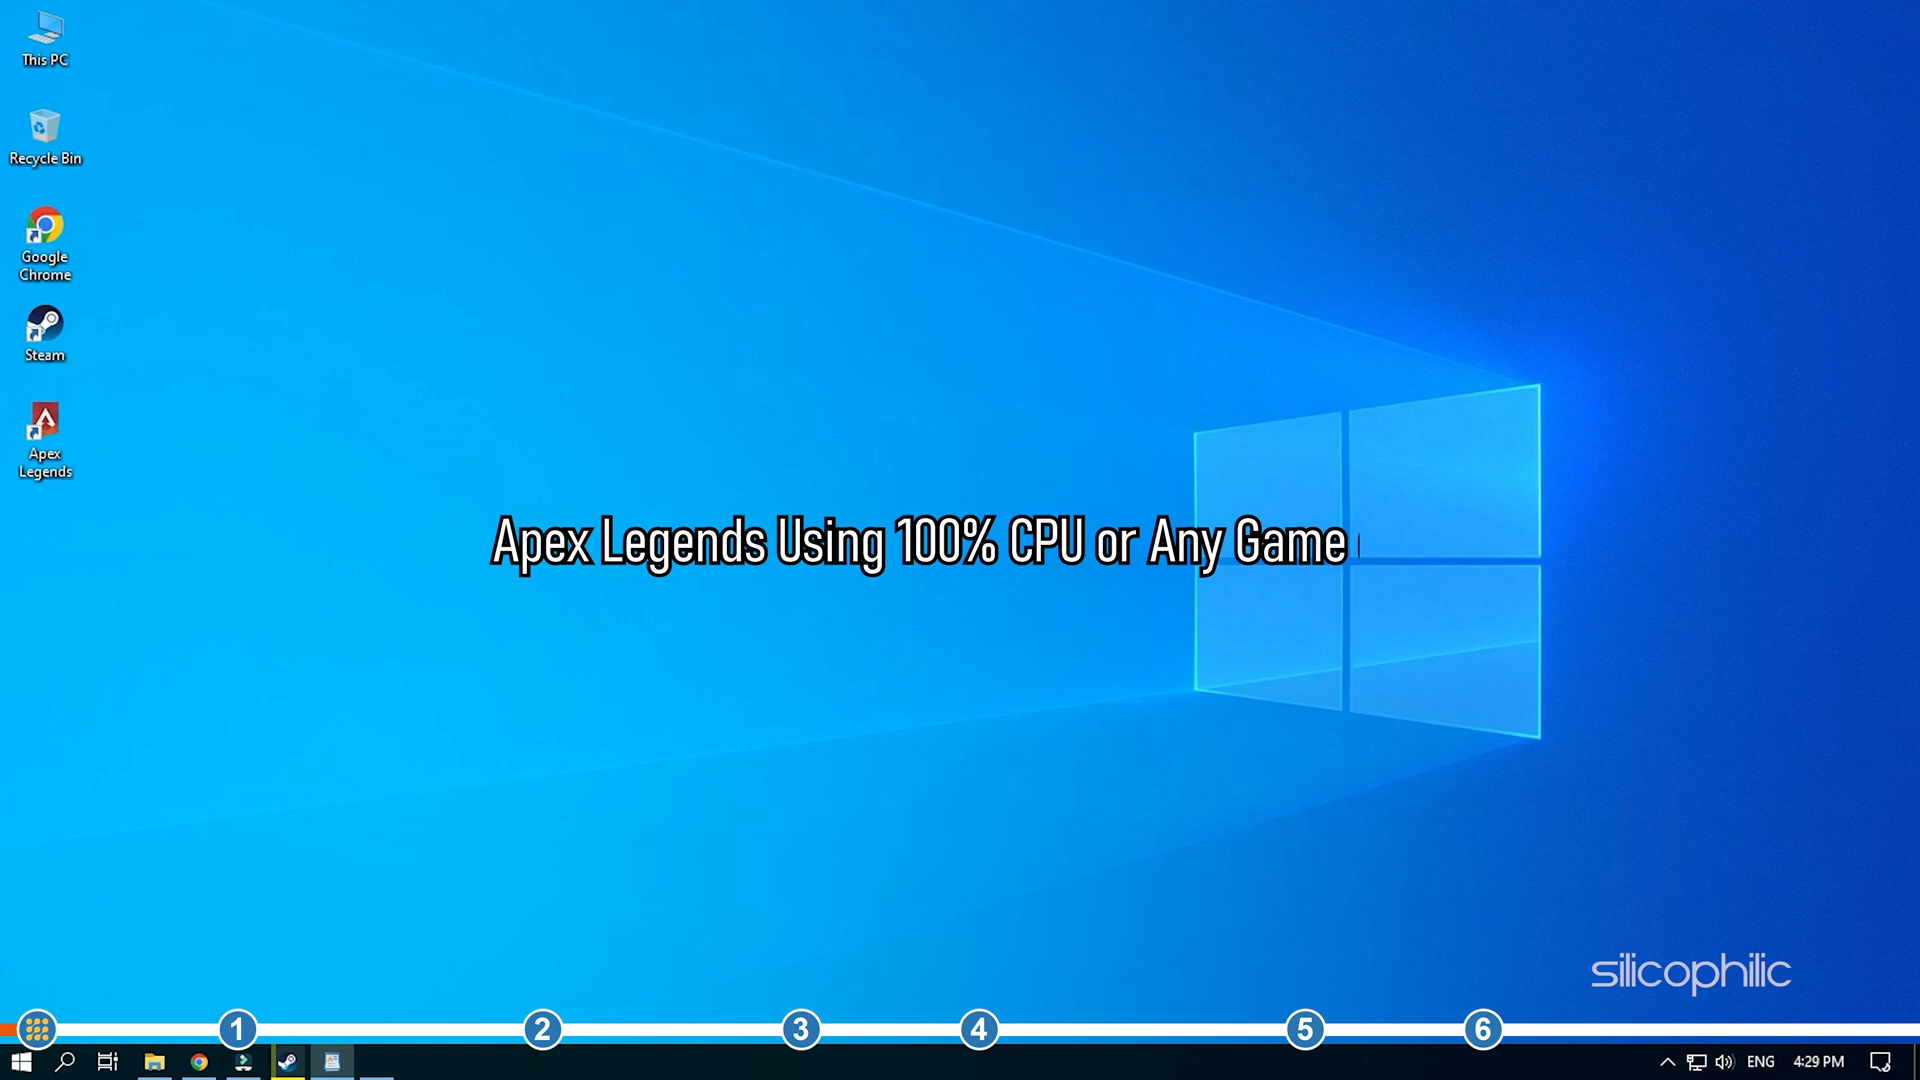 This PC
Recycle Bin
Google
Chrome
Steam
Apex
Legends
Apex Legends Using 100% CPU or Any Game
silicophilic
1 2 3 4 5 6
ENG 4:29 PM